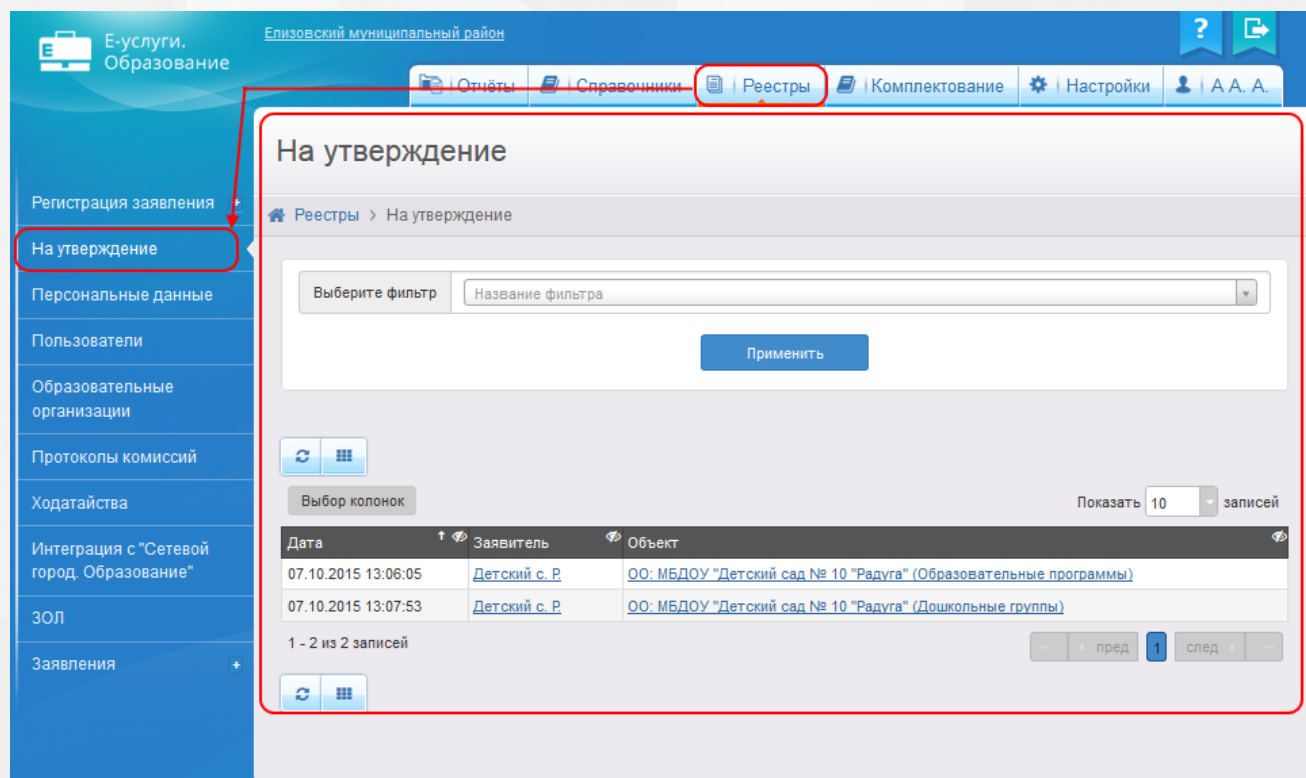 Е-услуги.
Образование
Елизовский муниципальный район
?
Отчёты
Справочники
Реестры
Комплектование
Настройки
А А. А.
На утверждение
Регистрация заявления +
Реестры > На утверждение
На утверждение
Персональные данные
Пользователи
Образовательные
организации
Протоколы комиссий
Ходатайства
Интеграция с "Сетевой
город. Образование"
ЗОЛ
Заявления +
Выберите фильтр
Название фильтра
Применить
Выбор колонок
Показать 10 записей
Дата Заявитель Объект
07.10.2015 13:06:05 Детский с. Р. ОО: МБДОУ "Детский сад № 10 "Радуга" (Образовательные программы)
07.10.2015 13:07:53 Детский с. Р. ОО: МБДОУ "Детский сад № 10 "Радуга" (Дошкольные группы)
1 - 2 из 2 записей
пред 1 след